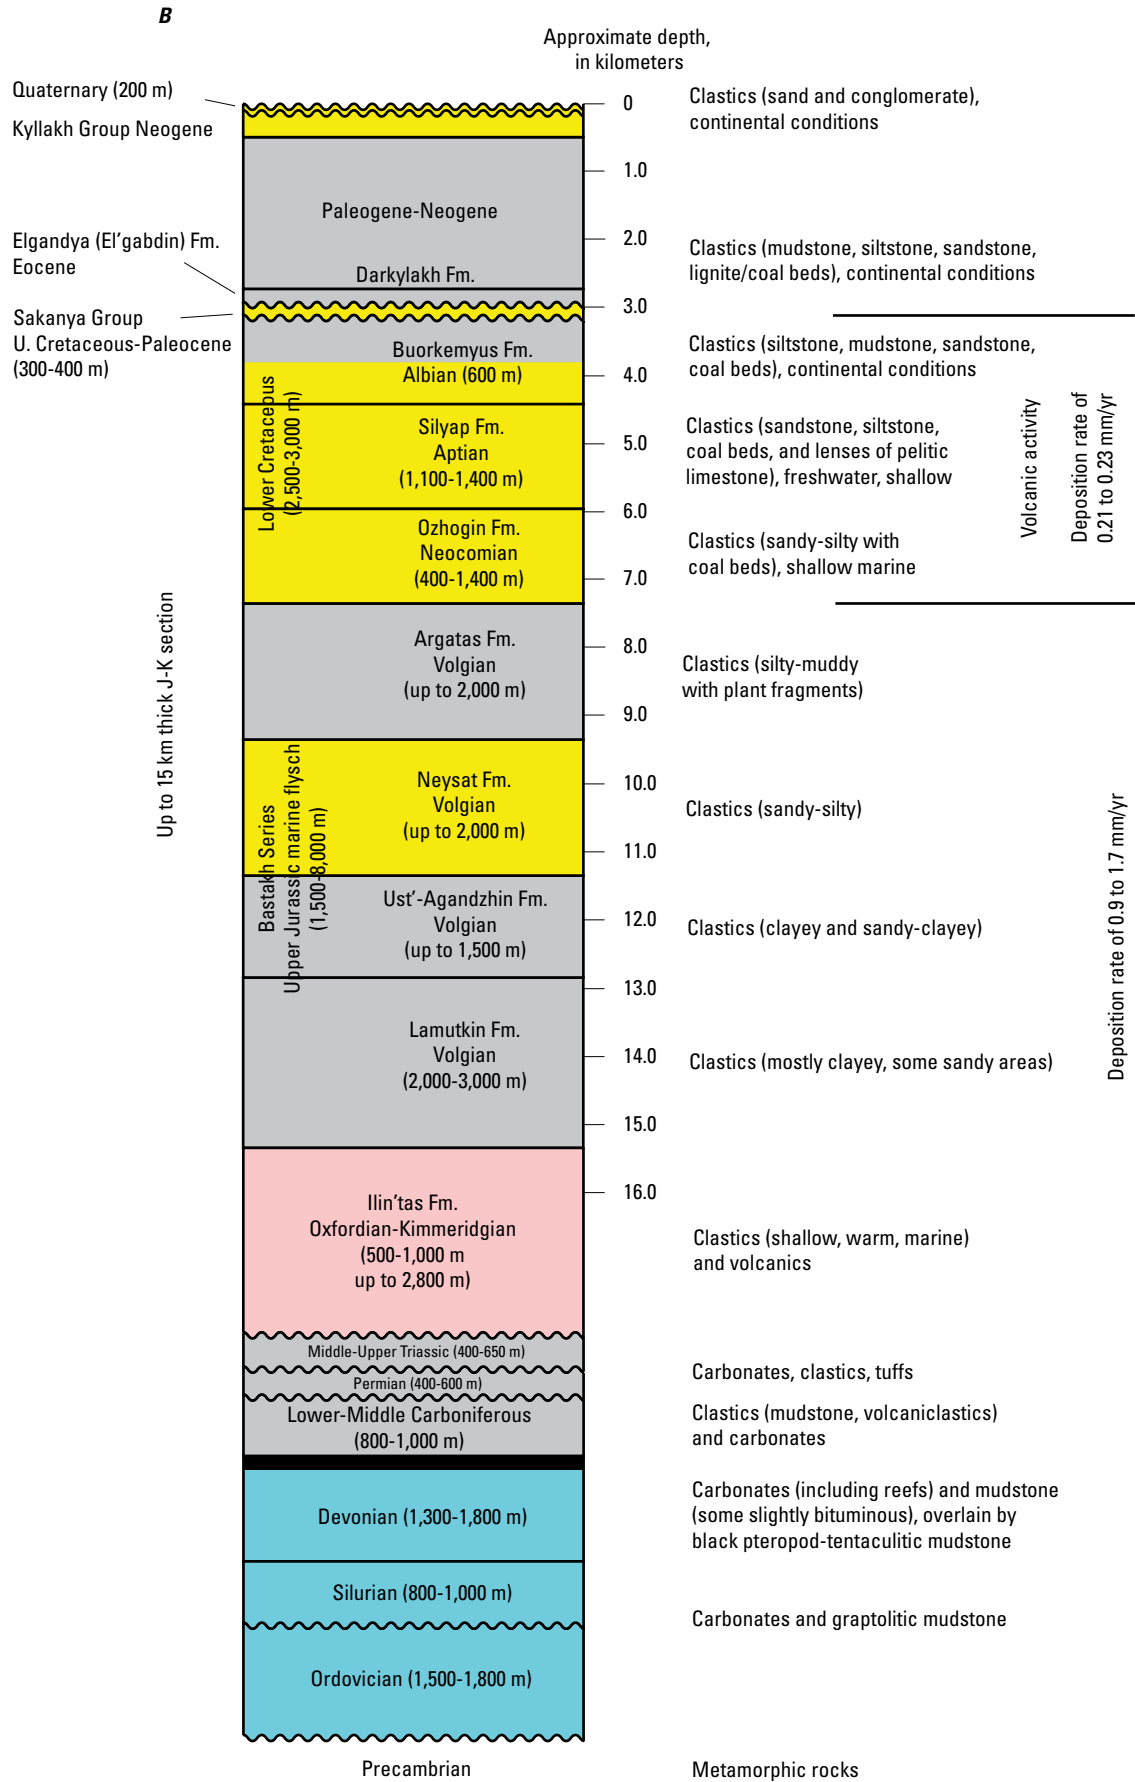 B
Approximate depth,
in kilometers
Quaternary (200 m)
Kyllakh Group Neogene
0
Clastics (sand and conglomerate),
continental conditions
1.0
Paleogene-Neogene
2.0
Elgandya (El’gabdin) Fm.
Eocene
Darkylakh Fm.
Clastics (mudstone, siltstone, sandstone,
lignite/coal beds), continental conditions
3.0
Sakanya Group
U. Cretaceous-Paleocene
(300-400 m)
Buorkemyus Fm.
Albian (600 m)
4.0
Clastics (siltstone, mudstone, sandstone,
coal beds), continental conditions
Lower Cretaceous
(2,500-3,000 m)
Silyap Fm.
Aptian
(1,100-1,400 m)
5.0
Clastics (sandstone, siltstone,
coal beds, and lenses of pelitic
limestone), freshwater, shallow
Volcanic activity
Deposition rate of
0.21 to 0.23 mm/yr
6.0
Ozhogin Fm.
Neocomian
(400-1,400 m)
7.0
Clastics (sandy-silty with
coal beds), shallow marine
Up to 15 km thick J-K section
Argatas Fm.
Volgian
(up to 2,000 m)
8.0
Clastics (silty-muddy
with plant fragments)
9.0
Bastakh Series
Upper Jurassic marine flysch
(1,500-8,000 m)
Neysat Fm.
Volgian
(up to 2,000 m)
10.0
Clastics (sandy-silty)
11.0
Ust’-Agandzhin Fm.
Volgian
(up to 1,500 m)
12.0
Clastics (clayey and sandy-clayey)
Deposition rate of 0.9 to 1.7 mm/yr
13.0
Lamutkin Fm.
Volgian
(2,000-3,000 m)
14.0
Clastics (mostly clayey, some sandy areas)
15.0
16.0
Ilin’tas Fm.
Oxfordian-Kimmeridgian
(500-1,000 m
up to 2,800 m)
Clastics (shallow, warm, marine)
and volcanics
Middle-Upper Triassic (400-650 m)
Carbonates, clastics, tuffs
Permian (400-600 m)
Lower-Middle Carboniferous
(800-1,000 m)
Clastics (mudstone, volcaniclastics)
and carbonates
Devonian (1,300-1,800 m)
Carbonates (including reefs) and mudstone
(some slightly bituminous), overlain by
black pteropod-tentaculitic mudstone
Silurian (800-1,000 m)
Carbonates and graptolitic mudstone
Ordovician (1,500-1,800 m)
Precambrian
Metamorphic rocks